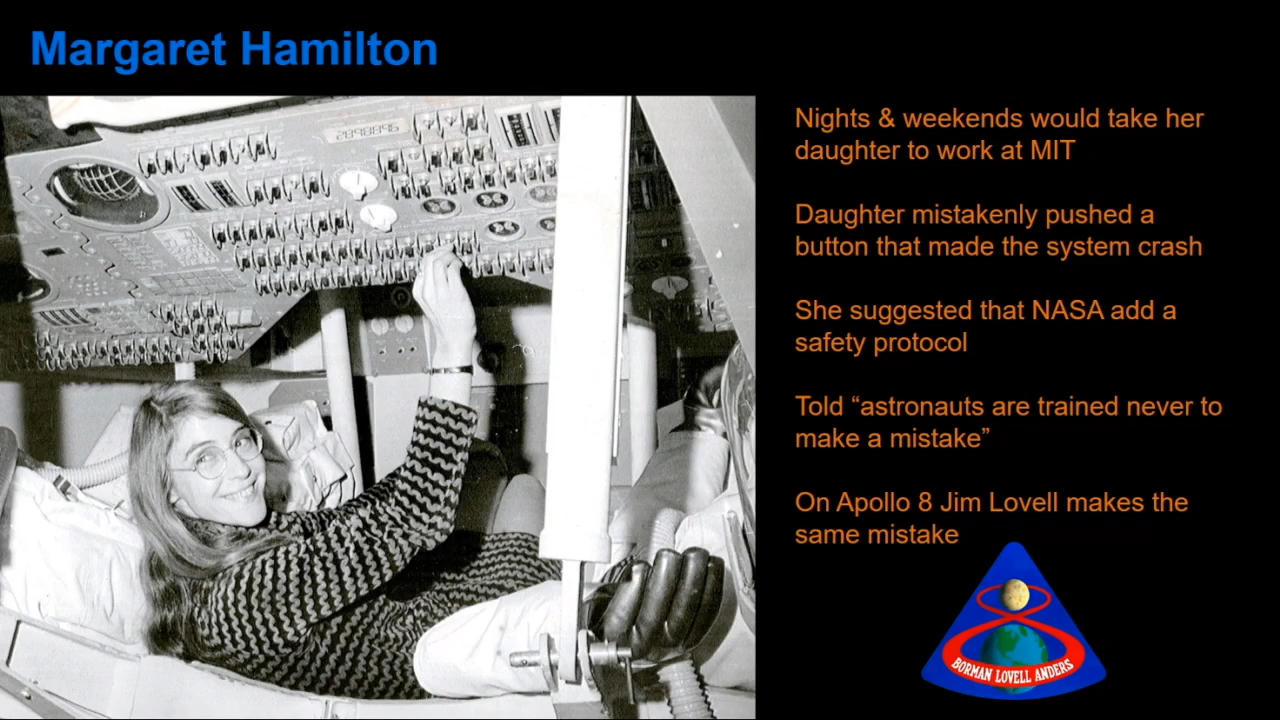 Margaret Hamilton
Nights & weekends would take her
daughter to work at MIT
Daughter mistakenly pushed a
button that made the system crash
She suggested that NASA add a
safety protocol
Told “astronauts are trained never to
make a mistake”
On Apollo 8 Jim Lovell makes the
same mistake
BORMAN LOVELL ANDERS